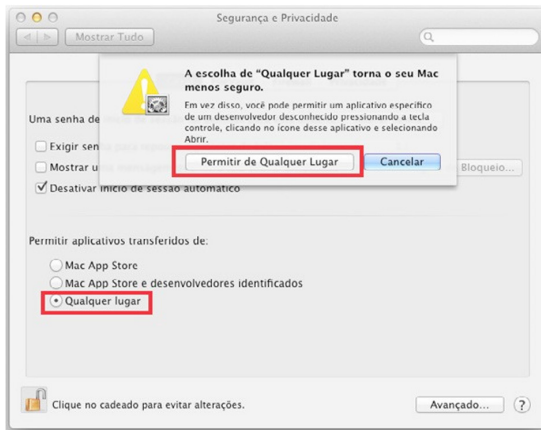 Segurança e Privacidade
Mostrar Tudo
A escolha de “Qualquer Lugar” torna o seu Mac
menos seguro.
Em vez disso, você pode permitir um aplicativo específico
de um desenvolvedor desconhecido pressionando a tecla
controle, clicando no ícone desse aplicativo e selecionando
Abrir.
Permitir de Qualquer Lugar
Cancelar
Uma senha de
Exigir senha
Mostrar
Bloqueio...
Desativar início de sessão automático
Permitir aplicativos transferidos de:
Mac App Store
Mac App Store e desenvolvedores identificados
Qualquer lugar
Clique no cadeado para evitar alterações.
Avançado...
?